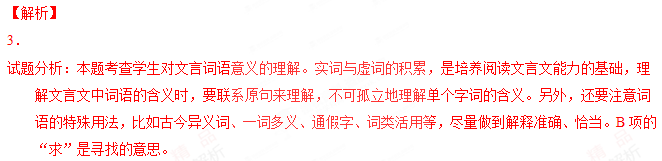 【解析】
3．
试题分析：本题考查学生对文言词语意义的理解。实词与虚词的积累，是培养阅读文言文能力的基础，理
解文言文中词语的含义时，要联系原句来理解，不可孤立地理解单个字词的含义。另外，还要注意词
语的特殊用法，比如古今异义词、一词多义、通假字、词类活用等，尽量做到解释准确、恰当。B 项的
“求”是寻找的意思。